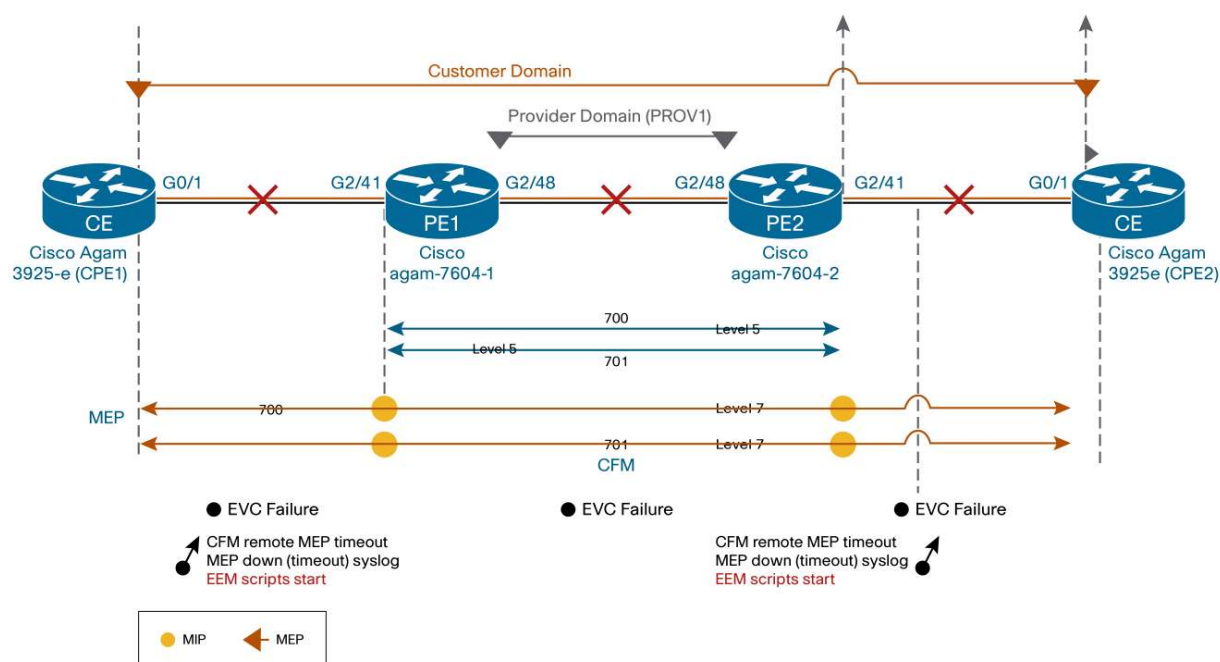 Customer Domain
Provider Domain (PROV1)
G0/1
G2/41
G2/48
G2/48
G2/41
G0/1
CE
PE1
PE2
CE
Cisco Agam
3925-e (CPE1)
Cisco
agam-7604-1
Cisco
agam-7604-2
Cisco Agam
3925e (CPE2)
700
Level 5
Level 5
701
MEP
700
Level 7
701
Level 7
CFM
EVC Failure
EVC Failure
EVC Failure
CFM remote MEP timeout
MEP down (timeout) syslog
EEM scripts start
CFM remote MEP timeout
MEP down (timeout) syslog
EEM scripts start
MIP
MEP